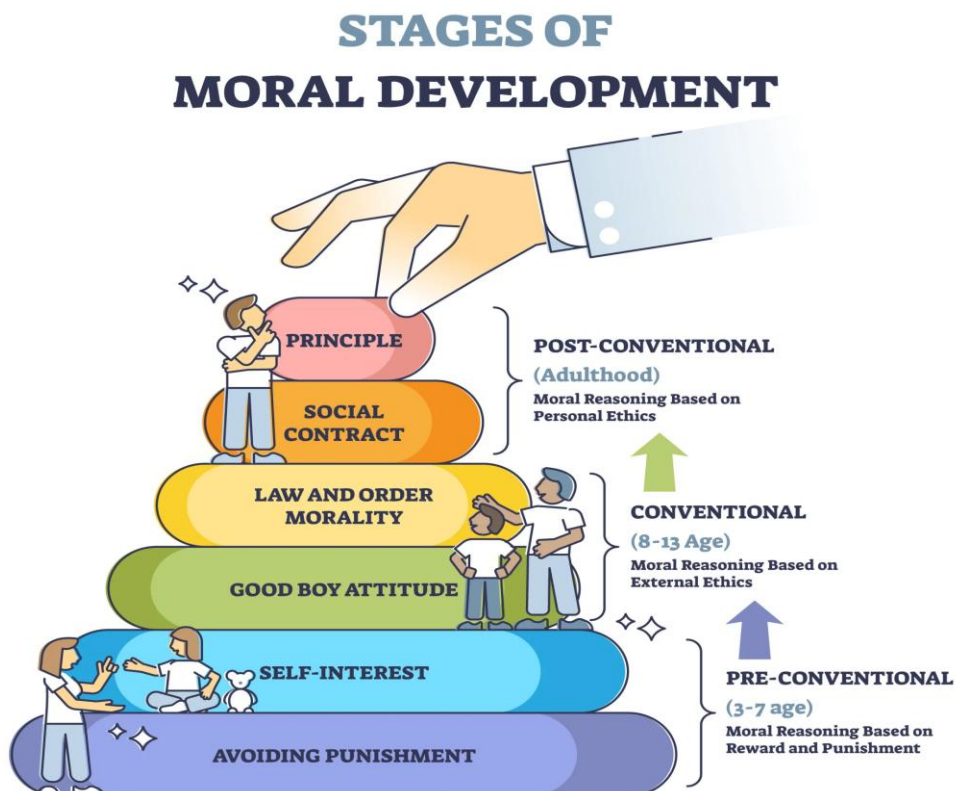 STAGES OF
MORAL DEVELOPMENT
PRINCIPLE
SOCIAL
CONTRACT
LAW AND ORDER
MORALITY
GOOD BOY ATTITUDE
SELF-INTEREST
AVOIDING PUNISHMENT
POST-CONVENTIONAL
(Adulthood)
Moral Reasoning Based on
Personal Ethics
CONVENTIONAL
(8-13 Age)
Moral Reasoning Based on
External Ethics
PRE-CONVENTIONAL
(3-7 age)
Moral Reasoning Based on
Reward and Punishment